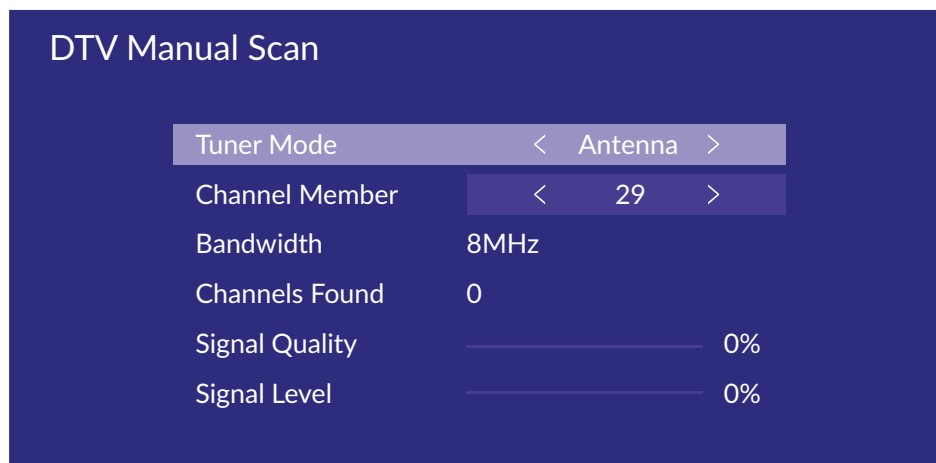 DTV Manual Scan
Tuner Mode < Antenna >
Channel Member < 29 >
Bandwidth 8MHz
Channels Found 0
Signal Quality 0%
Signal Level 0%